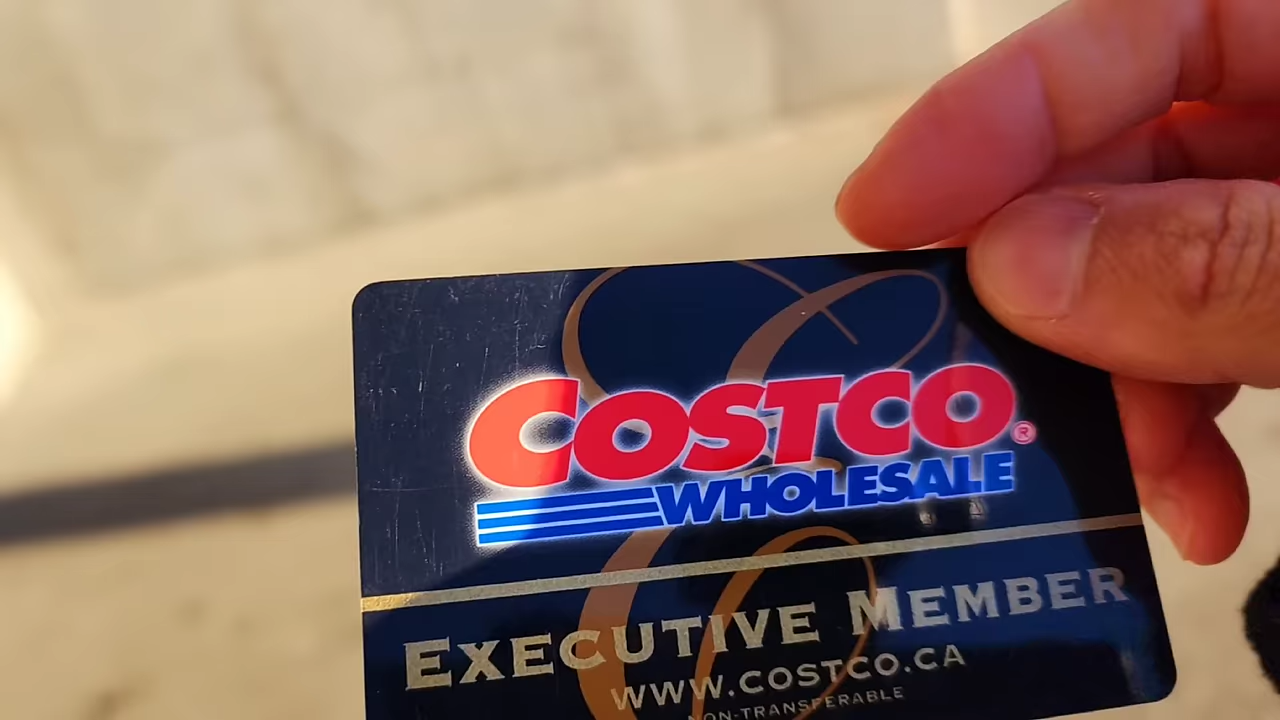 COSTCO®
WHOLESALE
EXECUTIVE MEMBER
WWW.COSTCO.CA
NON-TRANSFERABLE